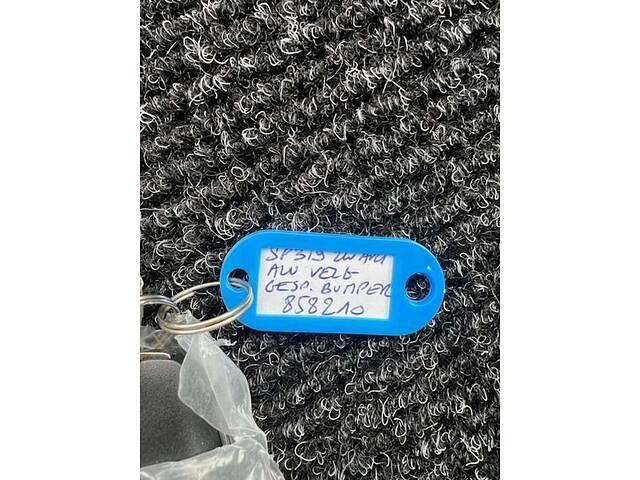 SP319 ZWART
ALU VELG
GESP. BUMPER
858210